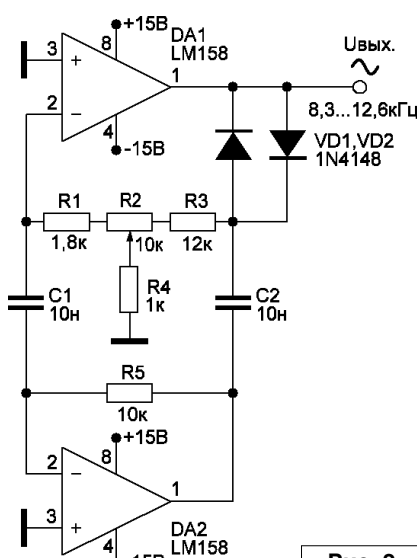 +15В
DA1
LM158
8
3
+
1
2
−
4
-15В
Uвых.
8,3...12,6кГц
VD1,VD2
1N4148
R1
R2
R3
1,8к
10к
12к
R4
1к
C1
10н
C2
10н
R5
10к
+15В
8
2
−
1
3
+
4
DA2
LM158